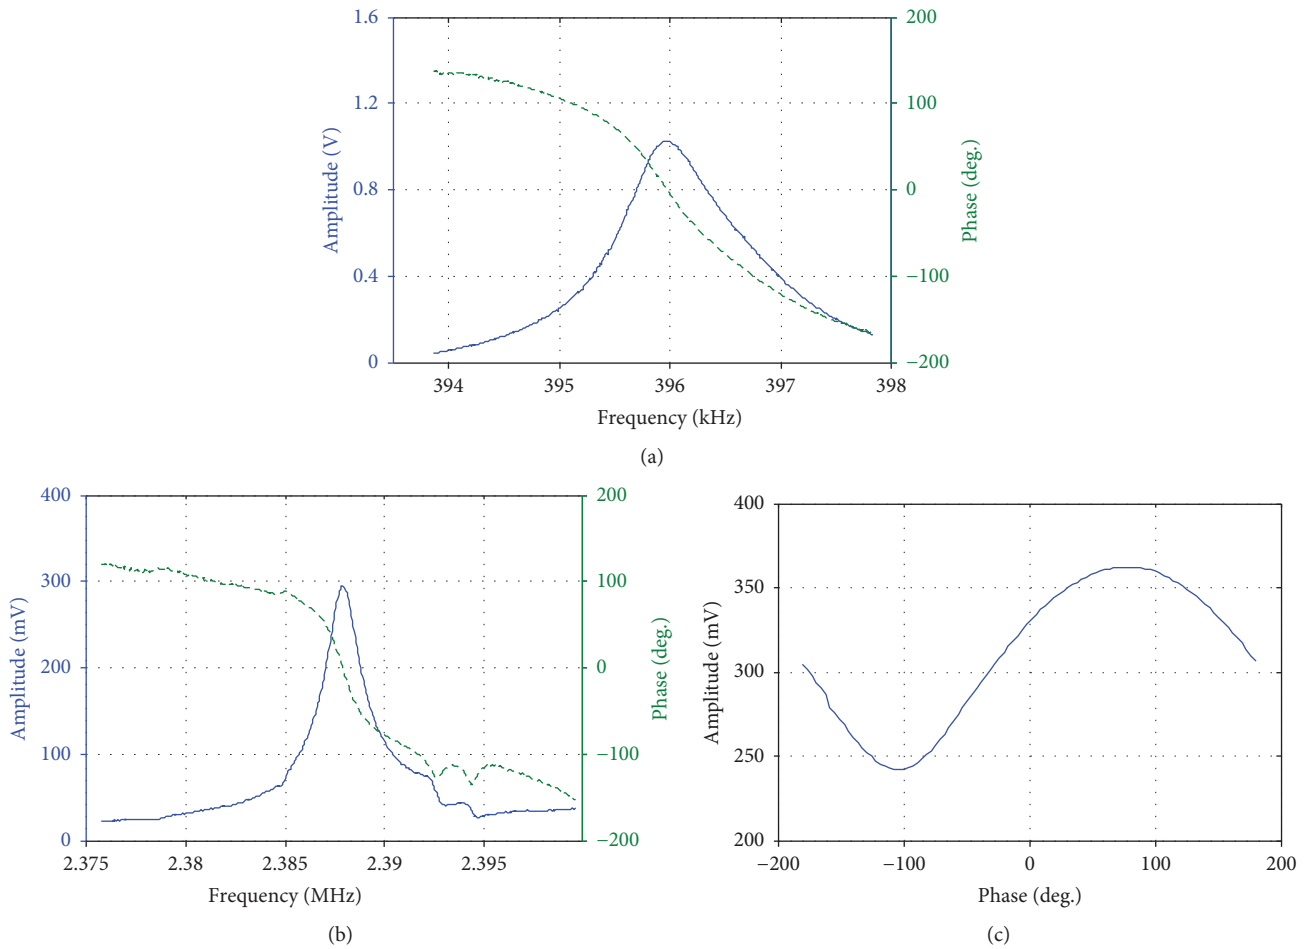 1.6
1.2
0.8
0.4
0
Amplitude (V)
200
100
0
−100
−200
Phase (deg.)
394 395 396 397 398
Frequency (kHz)
(a)
400
300
200
100
0
Amplitude (mV)
200
100
0
−100
−200
Phase (deg.)
2.375 2.38 2.385 2.39 2.395
Frequency (MHz)
(b)
400
350
300
250
200
Amplitude (mV)
−200 −100 0 100 200
Phase (deg.)
(c)